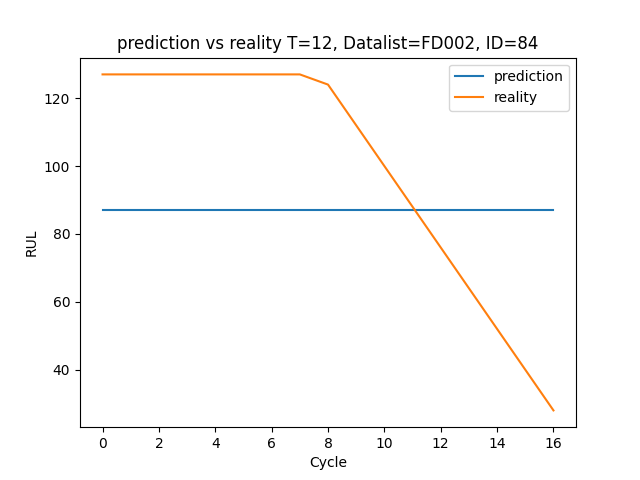 prediction vs reality T=12, Datalist=FD002, ID=84
prediction
reality
120
100
80
60
40
RUL
0 2 4 6 8 10 12 14 16
Cycle